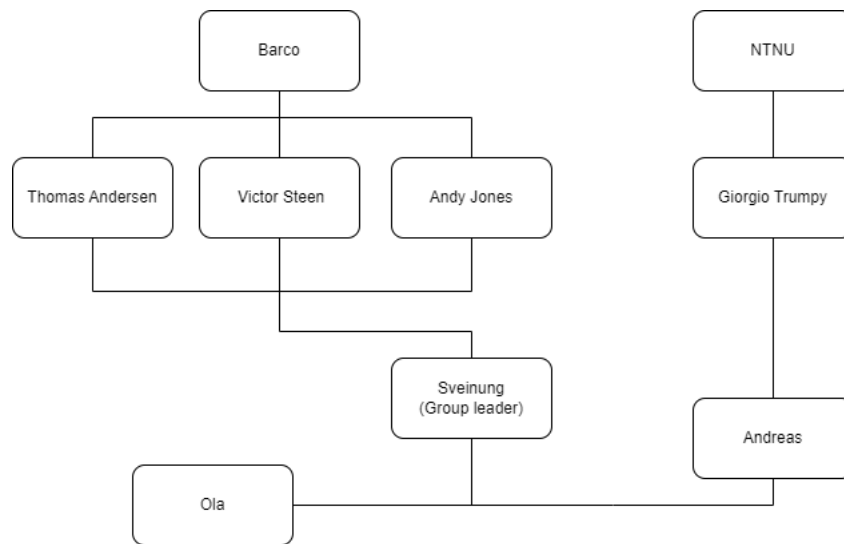 Barco
NTNU
Thomas Andersen
Victor Steen
Andy Jones
Giorgio Trumpy
Sveinung
(Group leader)
Andreas
Ola